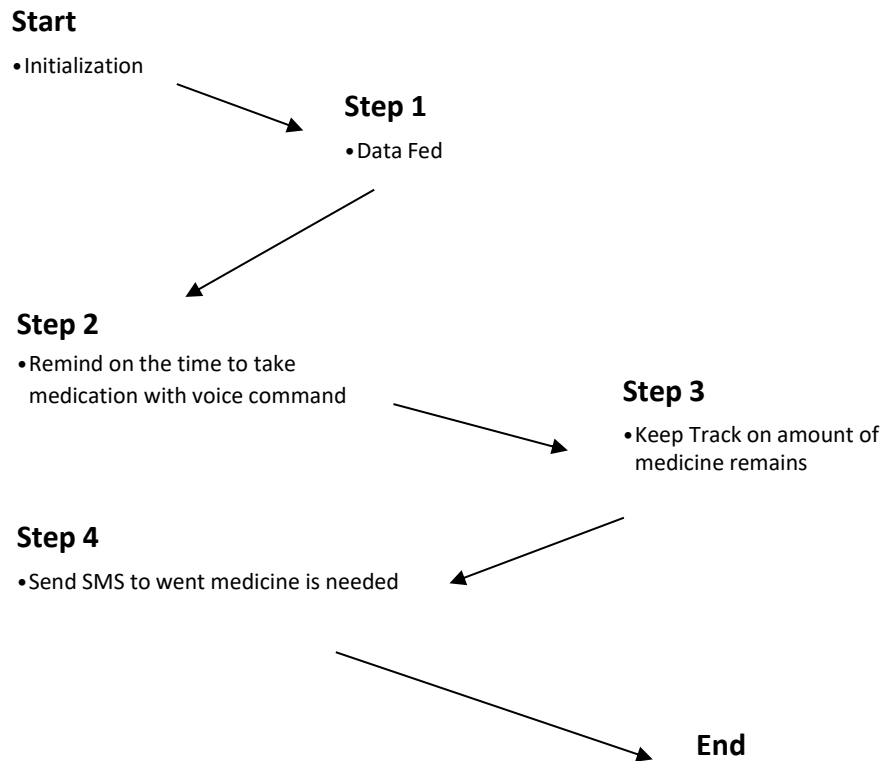 Start
•Initialization
Step 1
•Data Fed
Step 2
•Remind on the time to take
medication with voice command
Step 3
•Keep Track on amount of
medicine remains
Step 4
•Send SMS to went medicine is needed
End